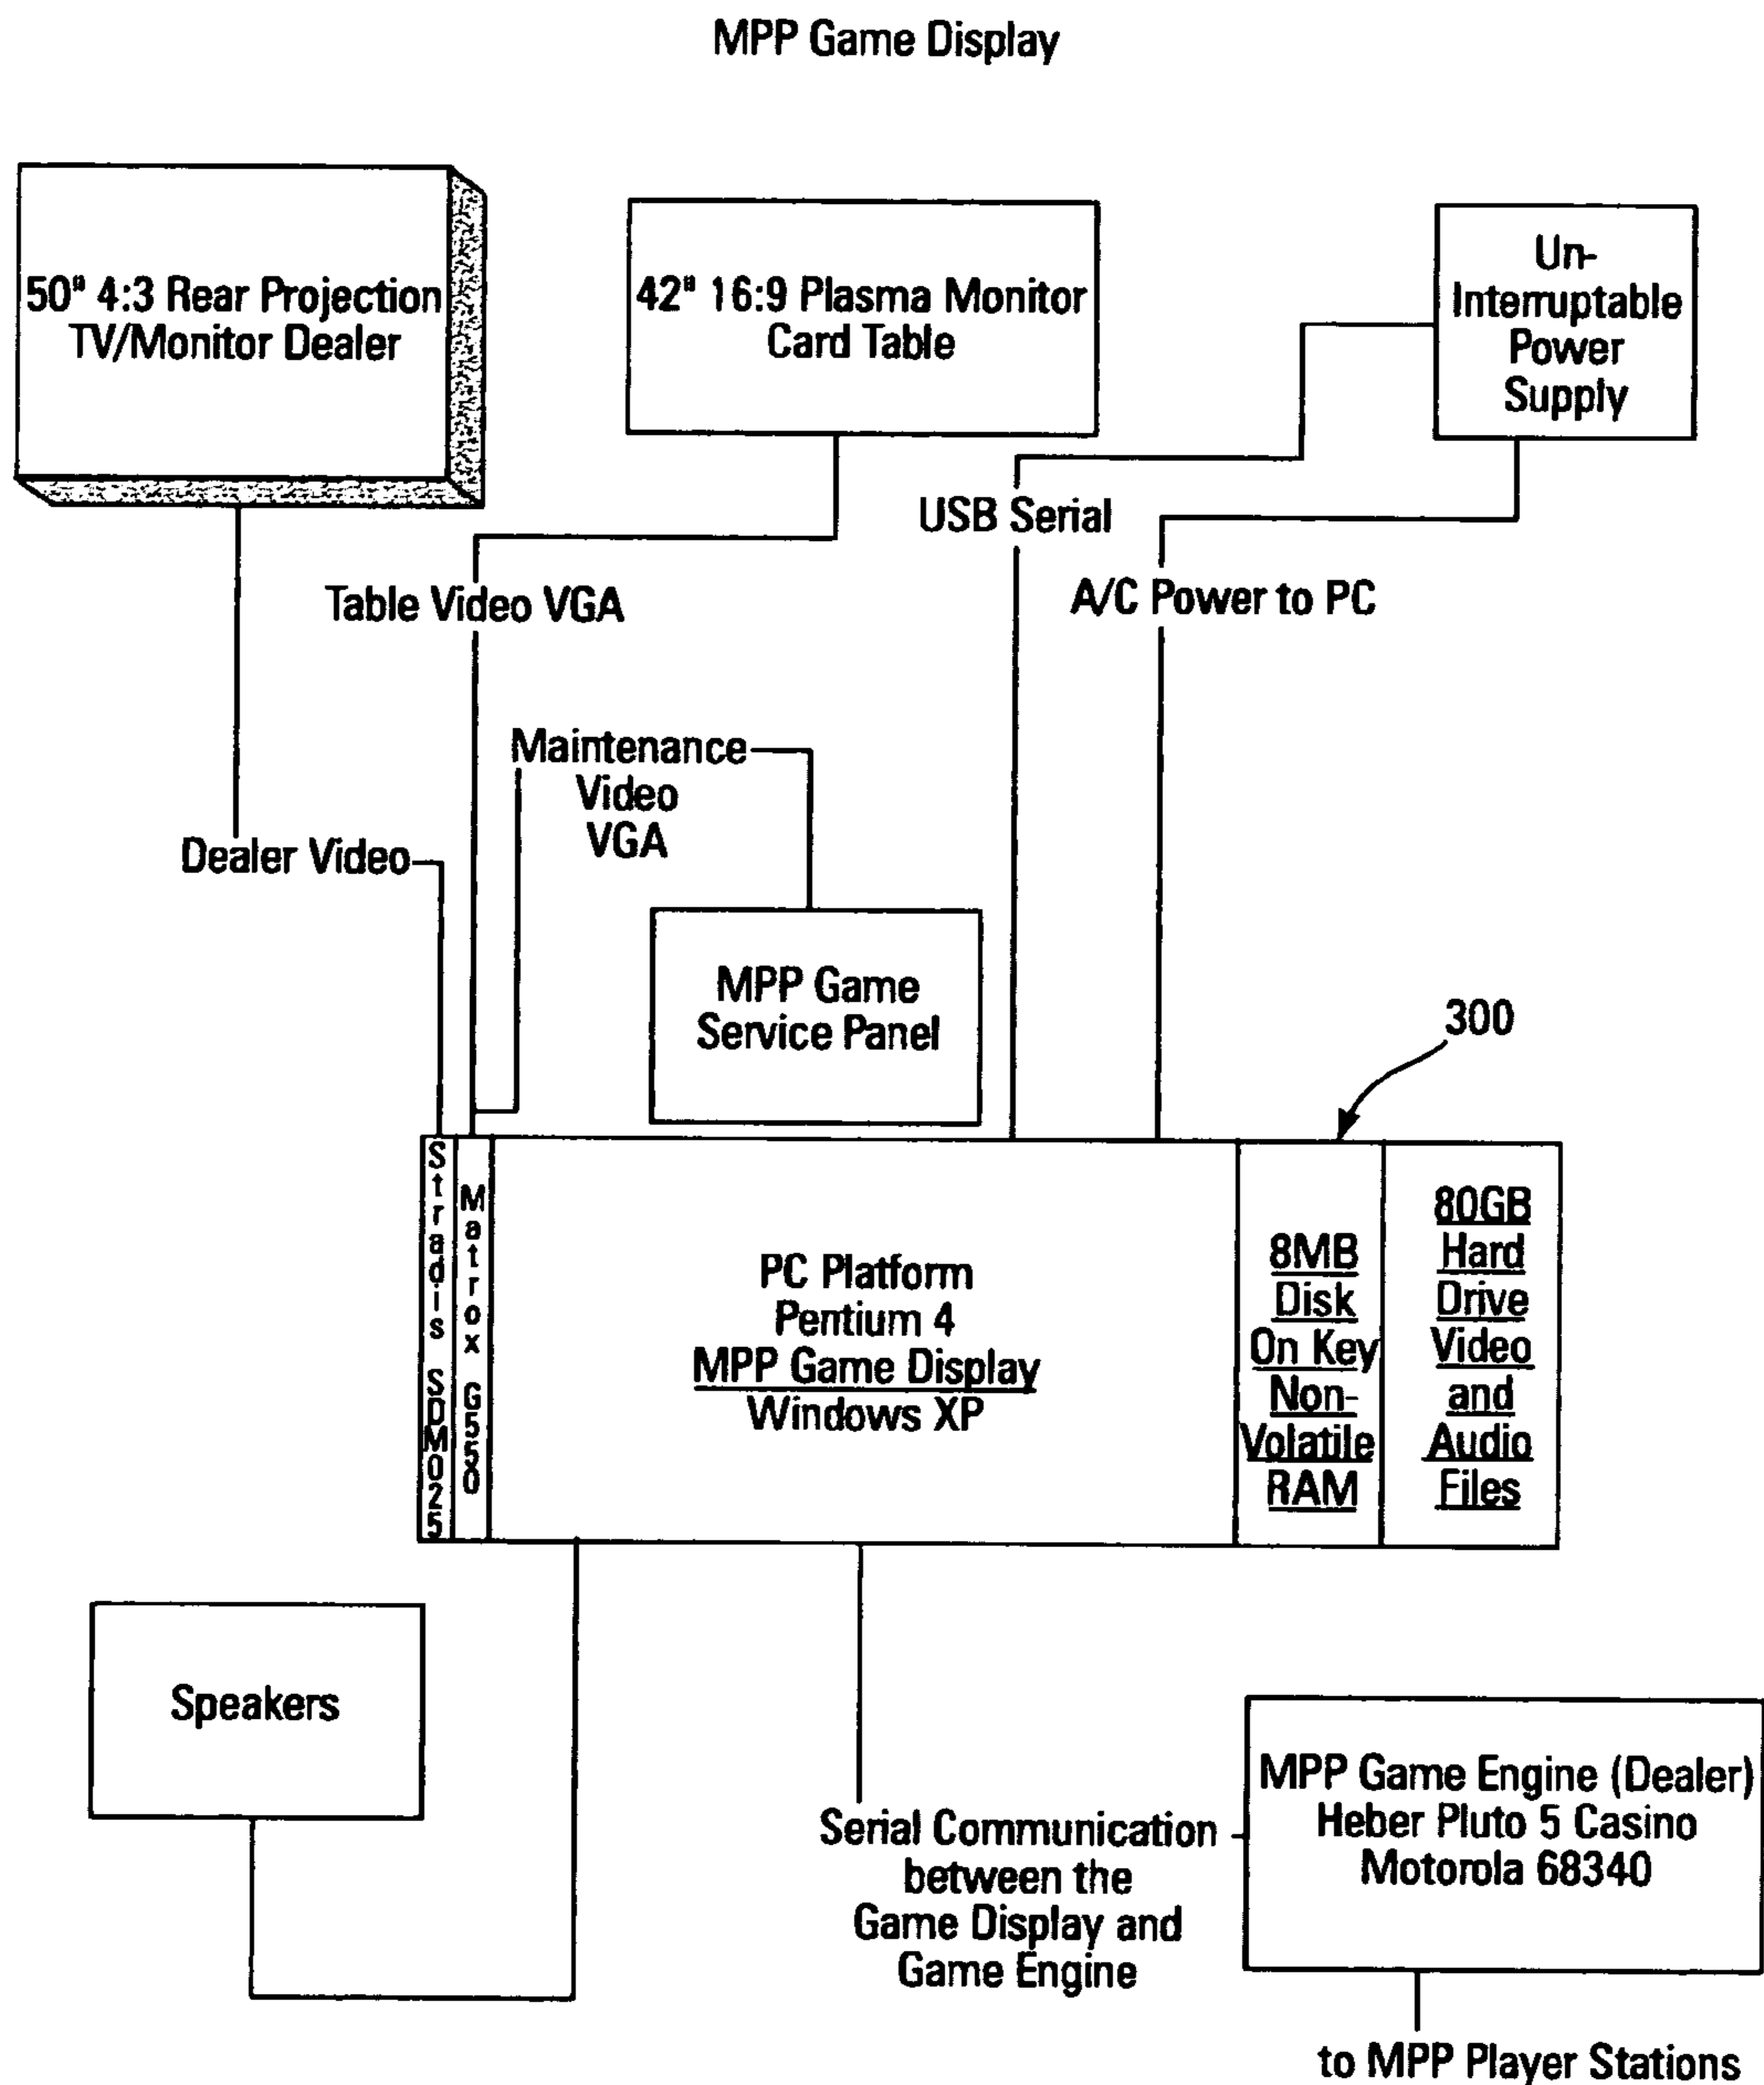 MPP Game Display
50" 4:3 Rear Projection
TV/Monitor Dealer
42" 16:9 Plasma Monitor
Card Table
Un-
Interruptable
Power
Supply
USB Serial
Table Video VGA
A/C Power to PC
Maintenance
Video
VGA
Dealer Video
MPP Game
Service Panel
300
Stradis SDM025
Matrox G550
PC Platform
Pentium 4
MPP Game Display
Windows XP
8MB
Disk
On Key
Non-
Volatile
RAM
80GB
Hard
Drive
Video
and
Audio
Files
Speakers
MPP Game Engine (Dealer)
Heber Pluto 5 Casino
Motorola 68340
Serial Communication
between the
Game Display and
Game Engine
to MPP Player Stations